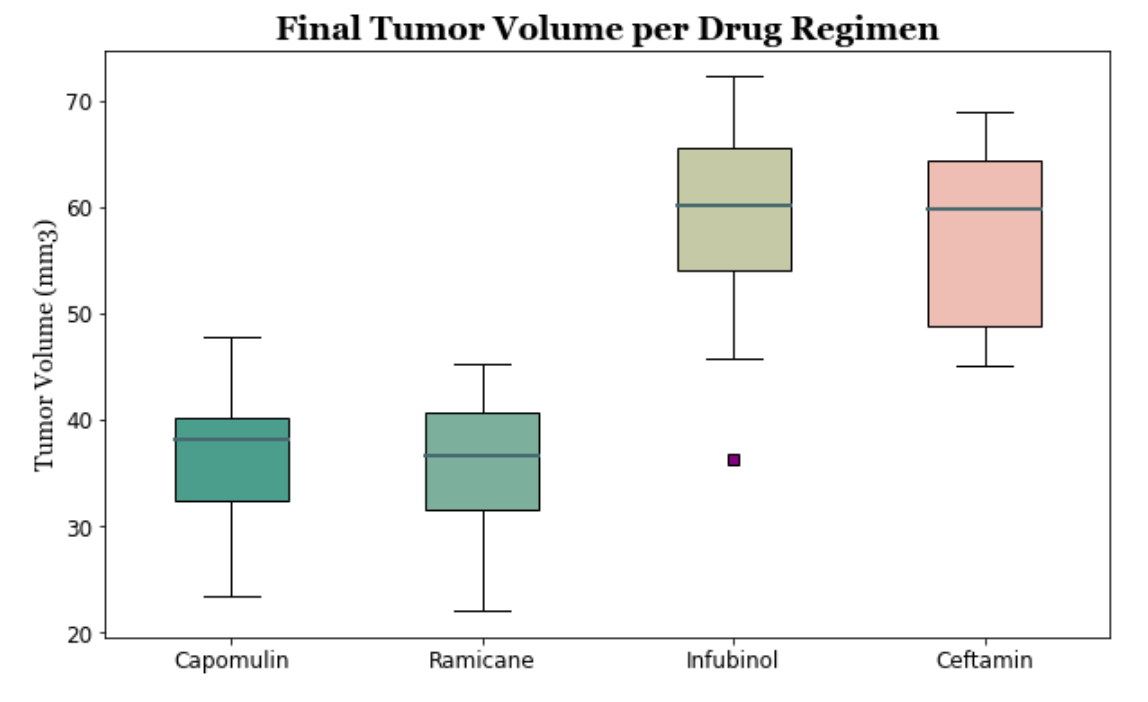 Final Tumor Volume per Drug Regimen
Tumor Volume (mm3)
70
60
50
40
30
20
Capomulin Ramicane Infubinol Ceftamin